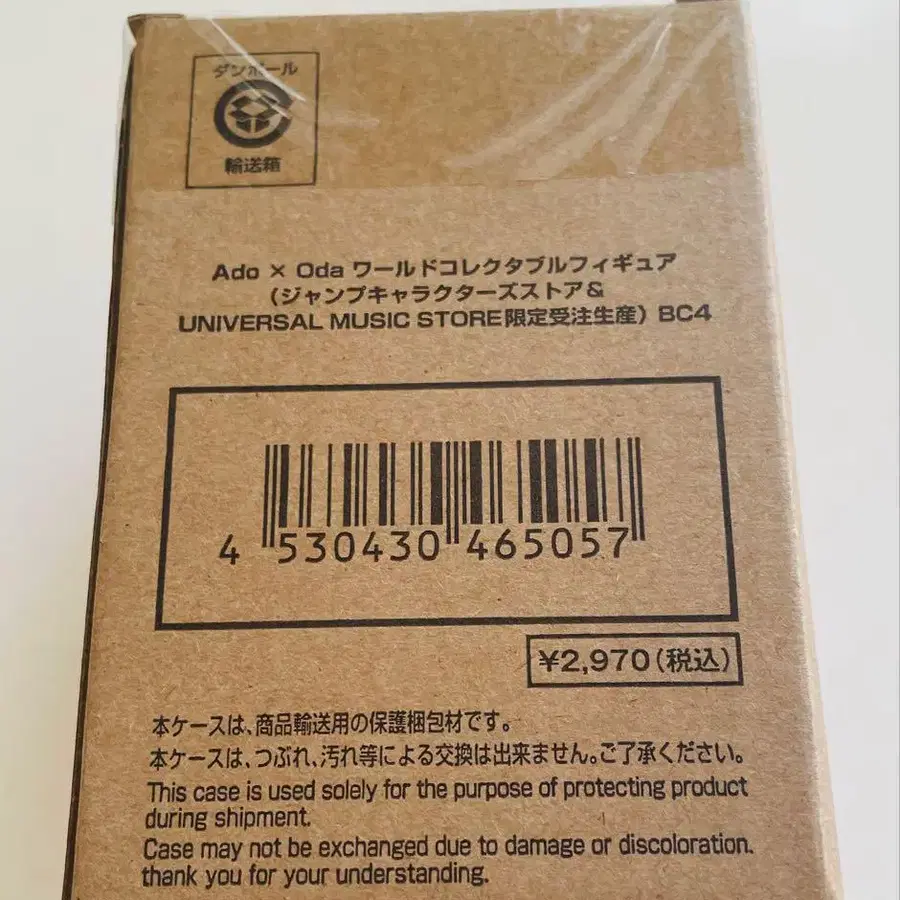 ダンボール
輸送箱
Ado × Oda ワールドコレクタブルフィギュア
(ジャンプキャラクターズストア&
UNIVERSAL MUSIC STORE限定受注生産) BC4
4 530430 465057
¥2,970(税込)
本ケースは、商品輸送用の保護梱包材です。
本ケースは、つぶれ、汚れ等による交換は出来ません。ご了承ください。
This case is used solely for the purpose of protecting product
during shipment.
Case may not be exchanged due to damage or discoloration.
thank you for your understanding.